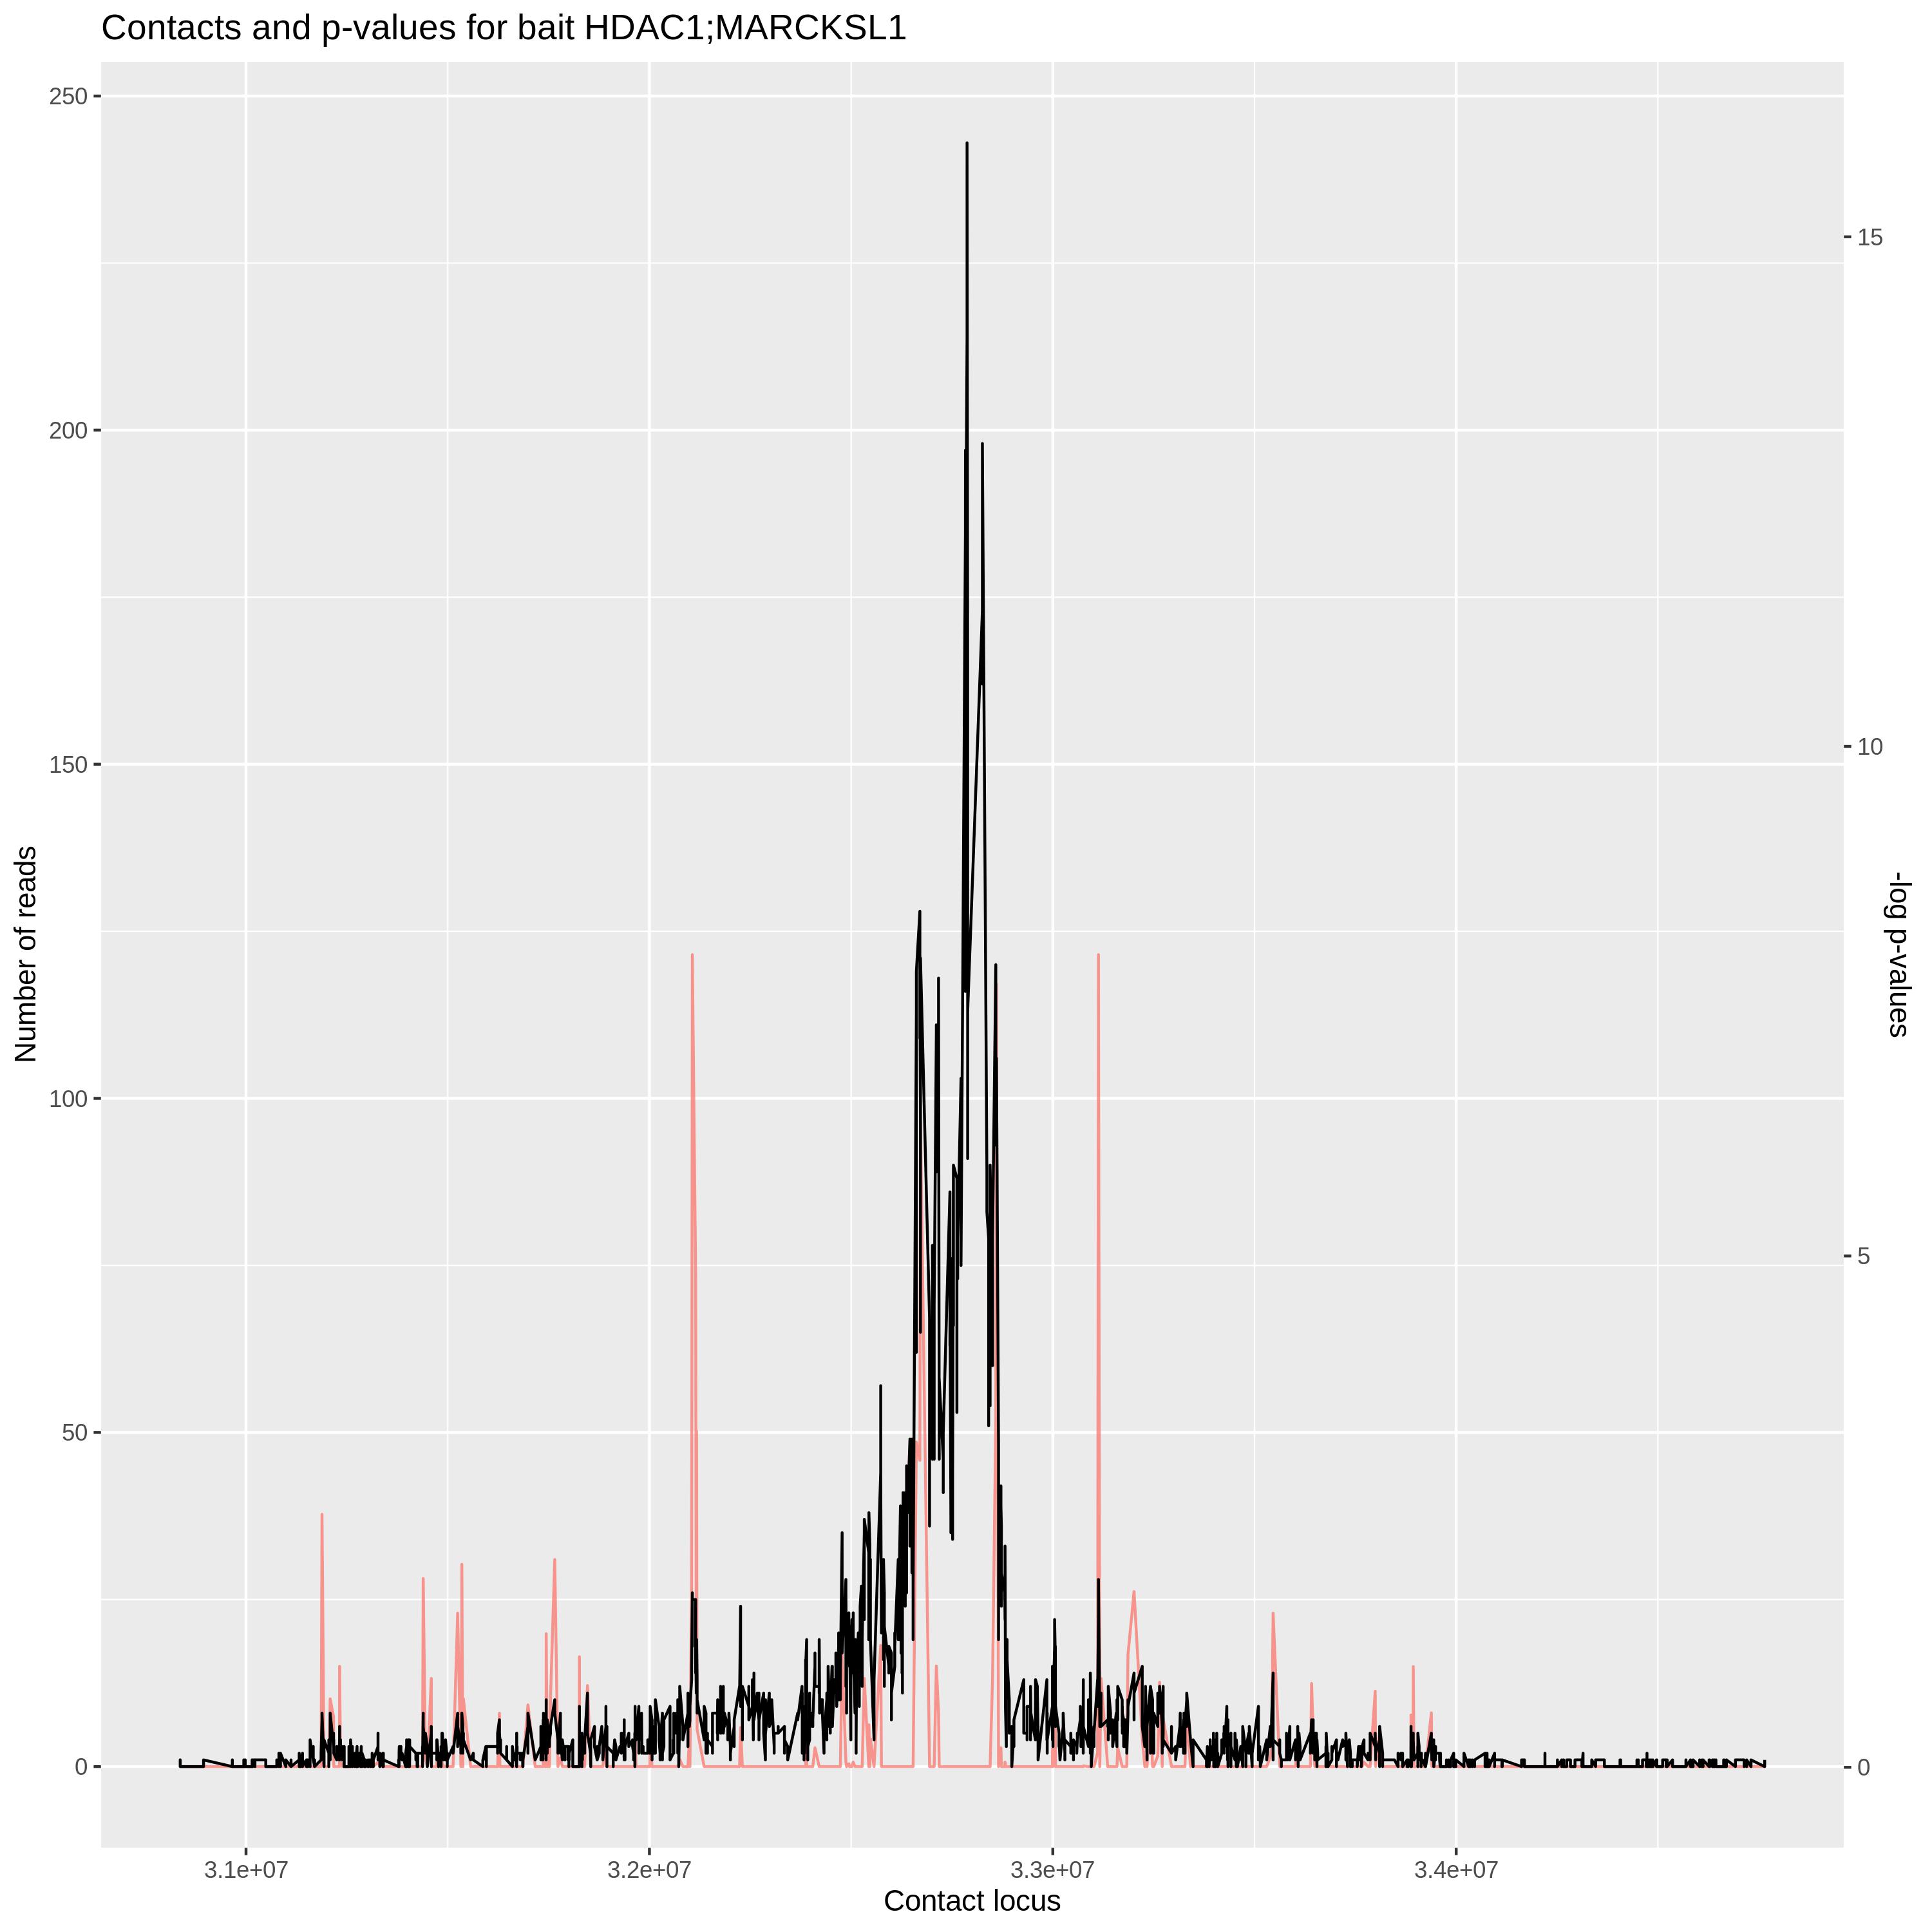 Contacts and p-values for bait HDAC1;MARCKSL1
250
200
150
100
50
0
Number of reads
15
10
5
0
-log p-values
3.1e+07
3.2e+07
3.3e+07
3.4e+07
Contact locus